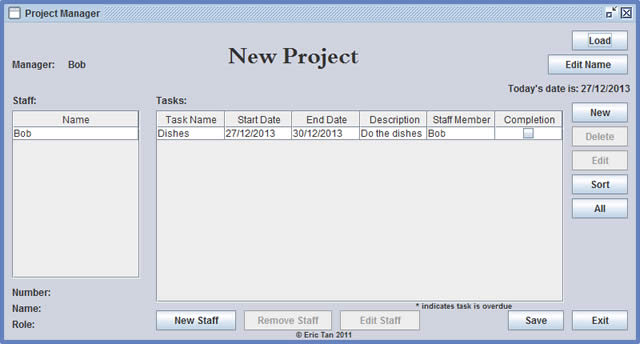 Project Manager
Load
New Project
Manager: Bob
Edit Name
Today's date is: 27/12/2013
Staff:
Tasks:
Name
Task Name Start Date End Date Description Staff Member Completion
New
Bob
Dishes 27/12/2013 30/12/2013 Do the dishes Bob
Delete
Edit
Sort
All
Number:
* indicates task is overdue
Name:
New Staff Remove Staff Edit Staff Save Exit
Role:
© Eric Tan 2011